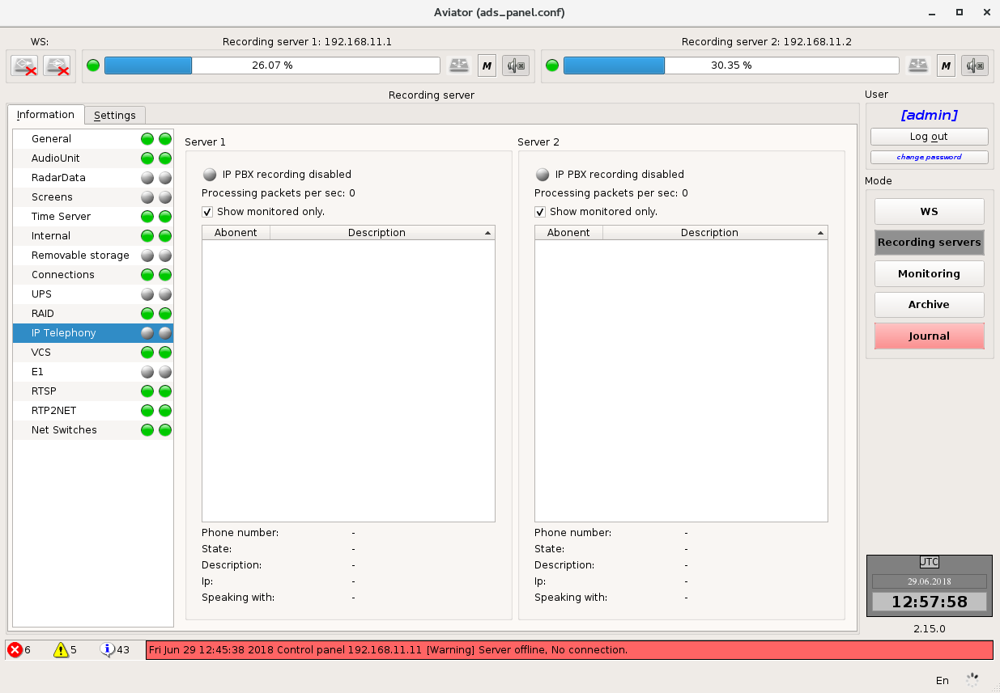 Aviator (ads_panel.conf)
WS:
Recording server 1: 192.168.11.1
Recording server 2: 192.168.11.2
26.07 %
M
30.35 %
M
Recording server
User
Information
Settings
[admin]
Log out
change password
General
AudioUnit
RadarData
Screens
Time Server
Internal
Removable storage
Connections
UPS
RAID
IP Telephony
VCS
E1
RTSP
RTP2NET
Net Switches
Server 1
IP PBX recording disabled
Processing packets per sec: 0
Show monitored only.
Abonent
Description
Phone number: -
State: -
Description: -
Ip: -
Speaking with: -
Server 2
IP PBX recording disabled
Processing packets per sec: 0
Show monitored only.
Abonent
Description
Phone number: -
State: -
Description: -
Ip: -
Speaking with: -
Mode
WS
Recording servers
Monitoring
Archive
Journal
UTC
29.06.2018
12:57:58
2.15.0
6
5
43
Fri Jun 29 12:45:38 2018 Control panel 192.168.11.11 [Warning] Server offline, No connection.
En